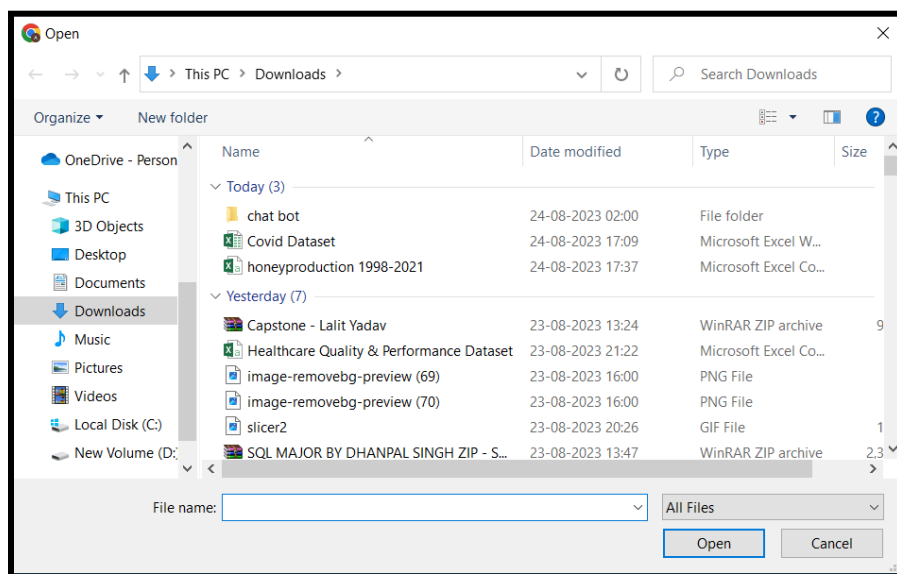 Open
This PC > Downloads >
Search Downloads
Organize
New folder
?
Name Date modified Type Size
OneDrive - Person
This PC
3D Objects
Desktop
Documents
Downloads
Music
Pictures
Videos
Local Disk (C:)
New Volume (D:)
Today (3)
chat bot 24-08-2023 02:00 File folder
Covid Dataset 24-08-2023 17:09 Microsoft Excel W...
honeyproduction 1998-2021 24-08-2023 17:37 Microsoft Excel Co...
Yesterday (7)
Capstone - Lalit Yadav 23-08-2023 13:24 WinRAR ZIP archive 9
Healthcare Quality & Performance Dataset 23-08-2023 21:22 Microsoft Excel Co...
image-removebg-preview (69) 23-08-2023 16:00 PNG File
image-removebg-preview (70) 23-08-2023 16:00 PNG File
slicer2 23-08-2023 20:26 GIF File 1
SQL MAJOR BY DHANPAL SINGH ZIP - S... 23-08-2023 13:47 WinRAR ZIP archive 2,3
File name:
All Files
Open
Cancel